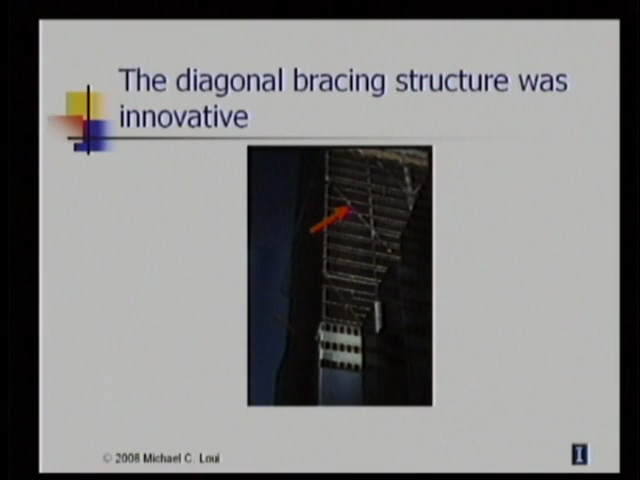 The diagonal bracing structure was
innovative
© 2008 Michael C. Loui
I